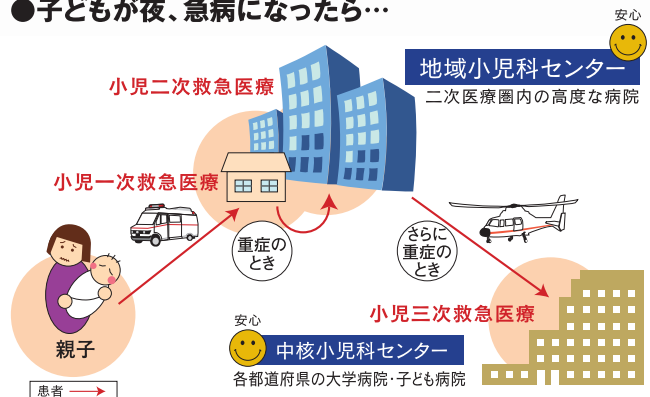 ●子どもが夜、急病になったら…
安心
地域小児科センター
二次医療圏内の高度な病院
小児二次救急医療
小児一次救急医療
重症の
とき
さらに
重症の
とき
親子
小児三次救急医療
安心
中核小児科センター
各都道府県の大学病院・子ども病院
患者